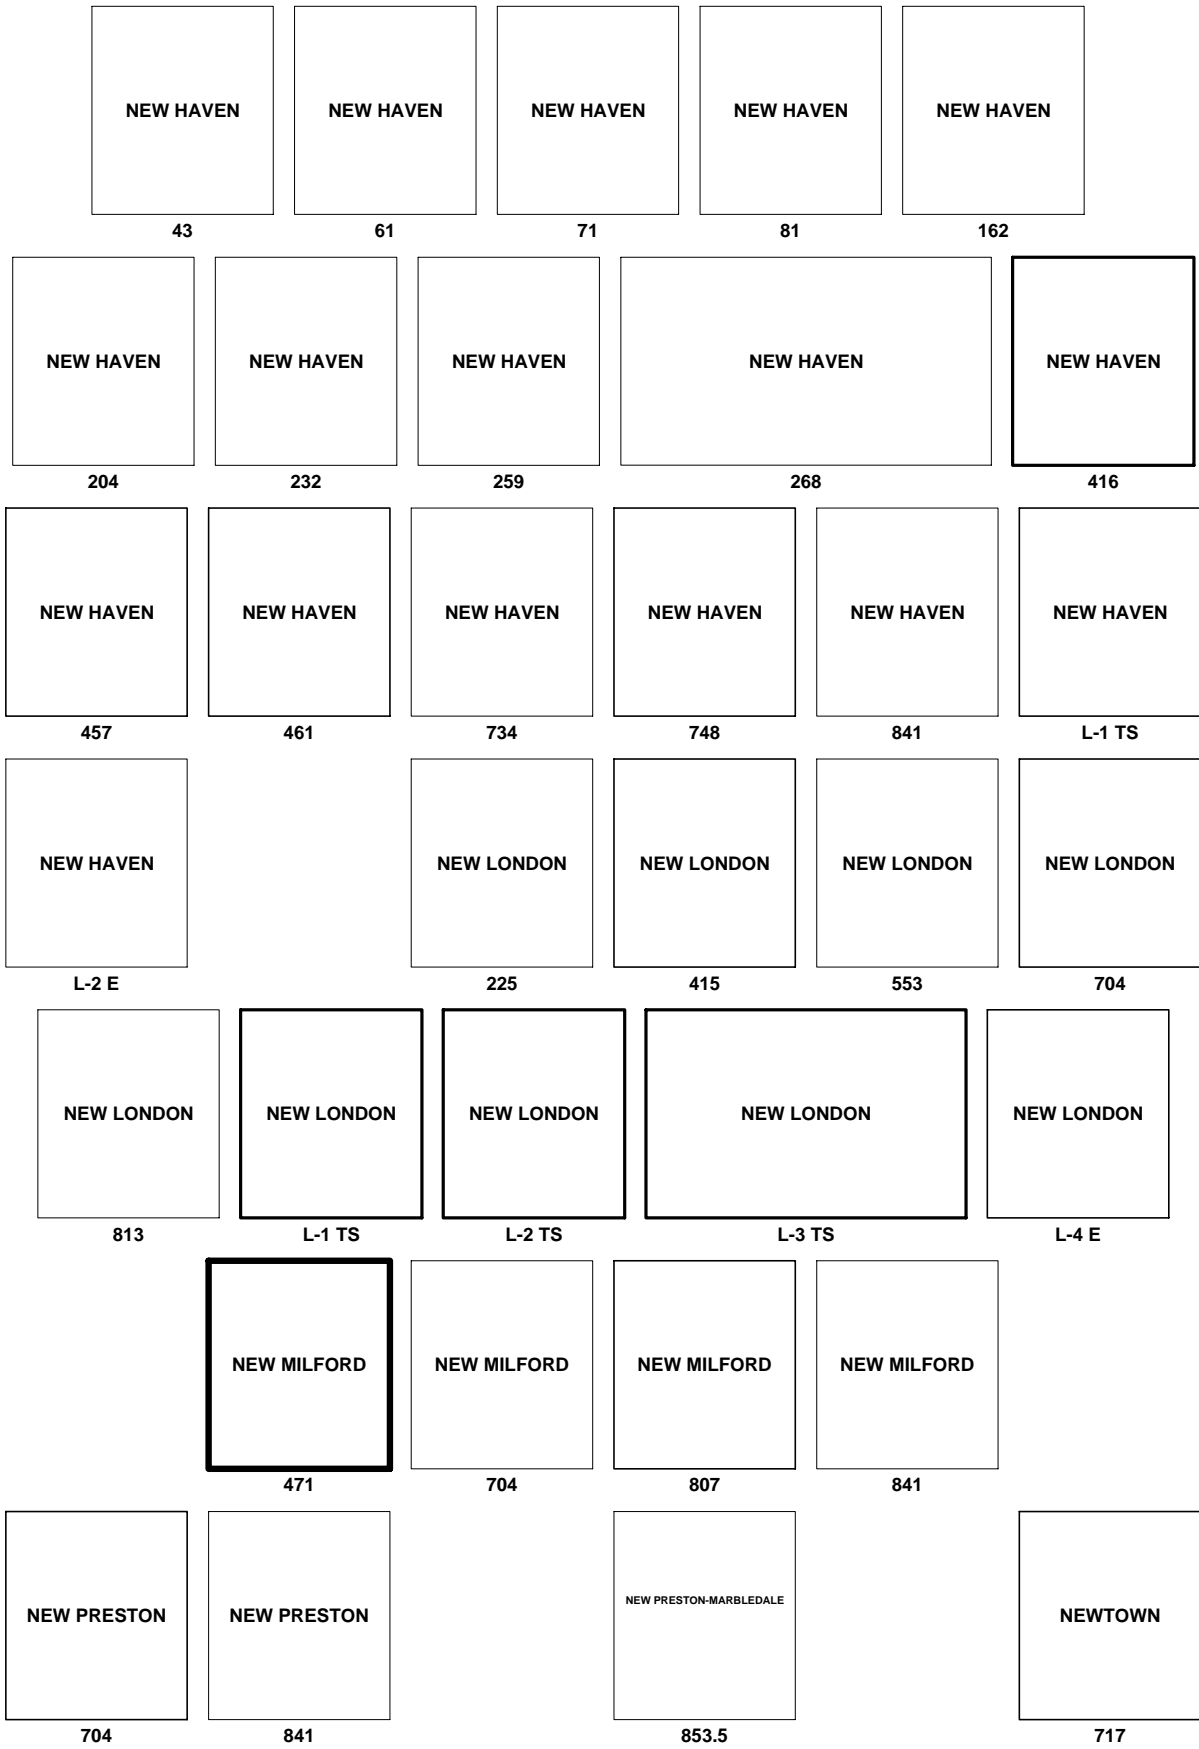 NEW HAVEN NEW HAVEN NEW HAVEN NEW HAVEN NEW HAVEN
43 61 71 81 162
NEW HAVEN NEW HAVEN NEW HAVEN NEW HAVEN NEW HAVEN
204 232 259 268 416
NEW HAVEN NEW HAVEN NEW HAVEN NEW HAVEN NEW HAVEN NEW HAVEN
457 461 734 748 841 L-1 TS
NEW HAVEN NEW LONDON NEW LONDON NEW LONDON NEW LONDON
L-2 E 225 415 553 704
NEW LONDON NEW LONDON NEW LONDON NEW LONDON NEW LONDON
813 L-1 TS L-2 TS L-3 TS L-4 E
NEW MILFORD NEW MILFORD NEW MILFORD NEW MILFORD
471 704 807 841
NEW PRESTON NEW PRESTON NEW PRESTON-MARBLEDALE NEWTOWN
704 841 853.5 717